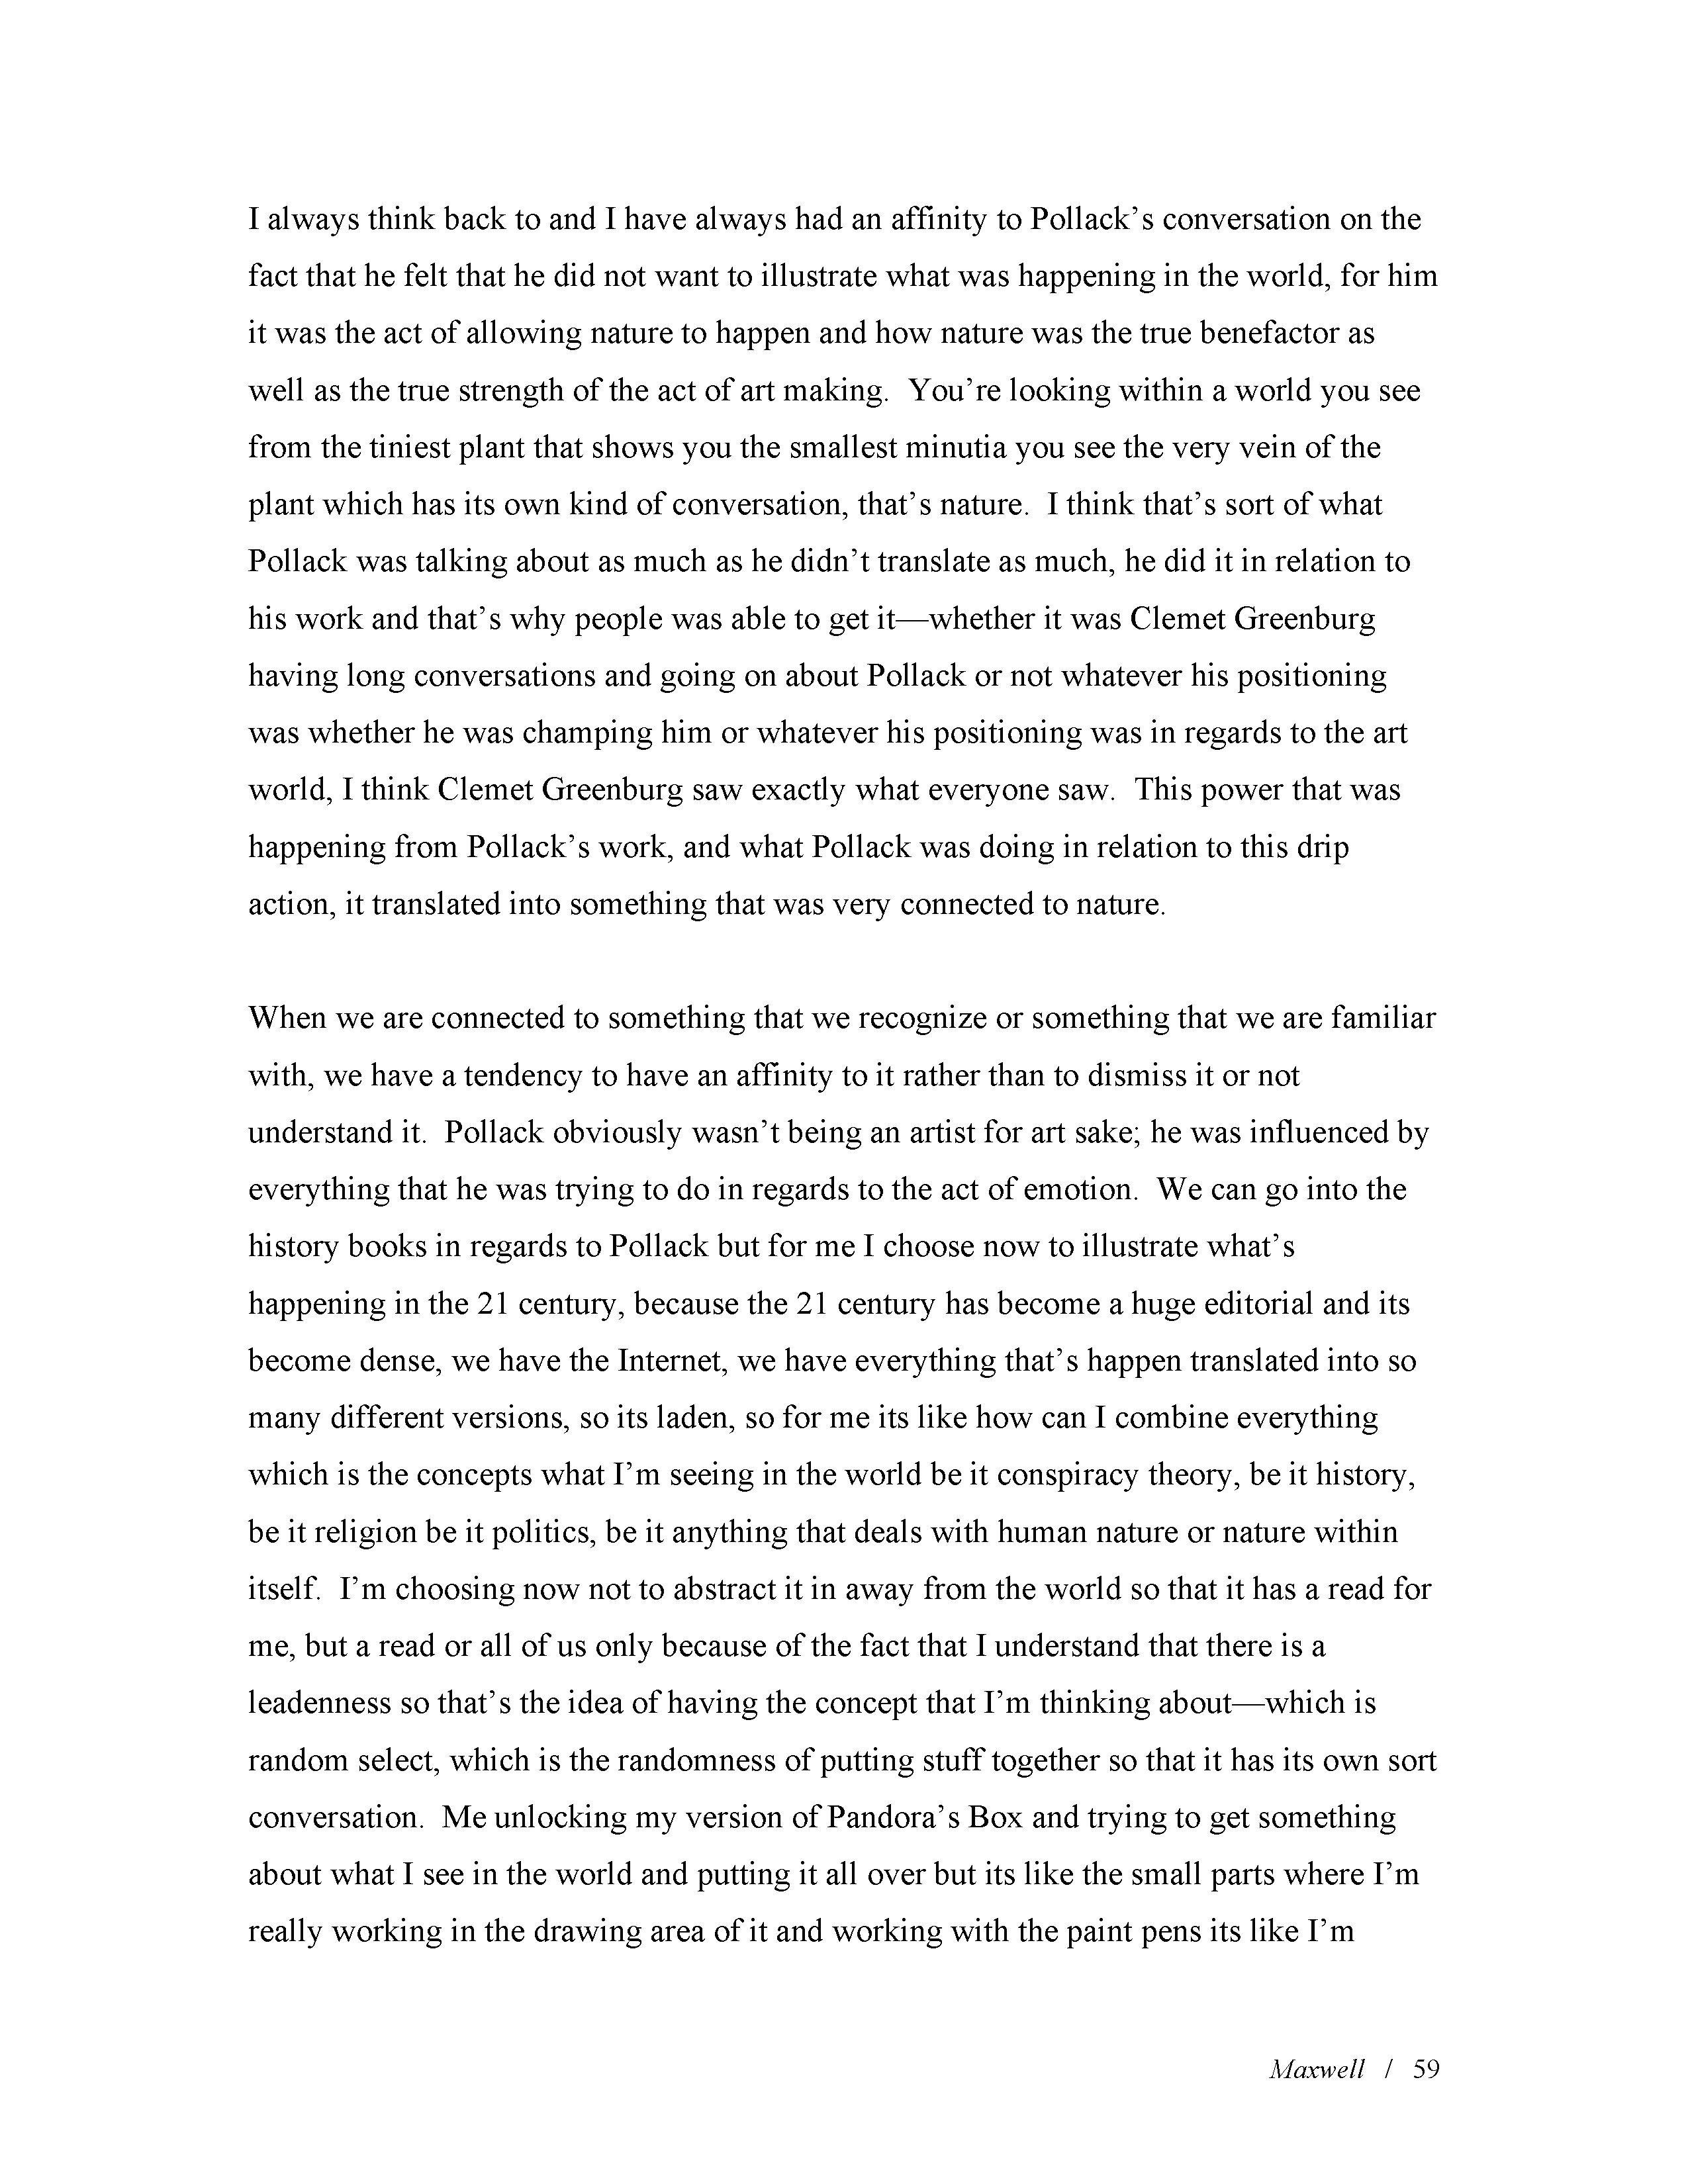 I always think back to and I have always had an affinity to Pollack’s conversation on the
fact that he felt that he did not want to illustrate what was happening in the world, for him
it was the act of allowing nature to happen and how nature was the true benefactor as
well as the true strength of the act of art making.  You’re looking within a world you see
from the tiniest plant that shows you the smallest minutia you see the very vein of the
plant which has its own kind of conversation, that’s nature.  I think that’s sort of what
Pollack was talking about as much as he didn’t translate as much, he did it in relation to
his work and that’s why people was able to get it—whether it was Clemet Greenburg
having long conversations and going on about Pollack or not whatever his positioning
was whether he was champing him or whatever his positioning was in regards to the art
world, I think Clemet Greenburg saw exactly what everyone saw.  This power that was
happening from Pollack’s work, and what Pollack was doing in relation to this drip
action, it translated into something that was very connected to nature.
When we are connected to something that we recognize or something that we are familiar
with, we have a tendency to have an affinity to it rather than to dismiss it or not
understand it.  Pollack obviously wasn’t being an artist for art sake; he was influenced by
everything that he was trying to do in regards to the act of emotion.  We can go into the
history books in regards to Pollack but for me I choose now to illustrate what’s
happening in the 21 century, because the 21 century has become a huge editorial and its
become dense, we have the Internet, we have everything that’s happen translated into so
many different versions, so its laden, so for me its like how can I combine everything
which is the concepts what I’m seeing in the world be it conspiracy theory, be it history,
be it religion be it politics, be it anything that deals with human nature or nature within
itself.  I’m choosing now not to abstract it in away from the world so that it has a read for
me, but a read or all of us only because of the fact that I understand that there is a
leadenness so that’s the idea of having the concept that I’m thinking about—which is
random select, which is the randomness of putting stuff together so that it has its own sort
conversation.  Me unlocking my version of Pandora’s Box and trying to get something
about what I see in the world and putting it all over but its like the small parts where I’m
really working in the drawing area of it and working with the paint pens its like I’m
Maxwell / 59